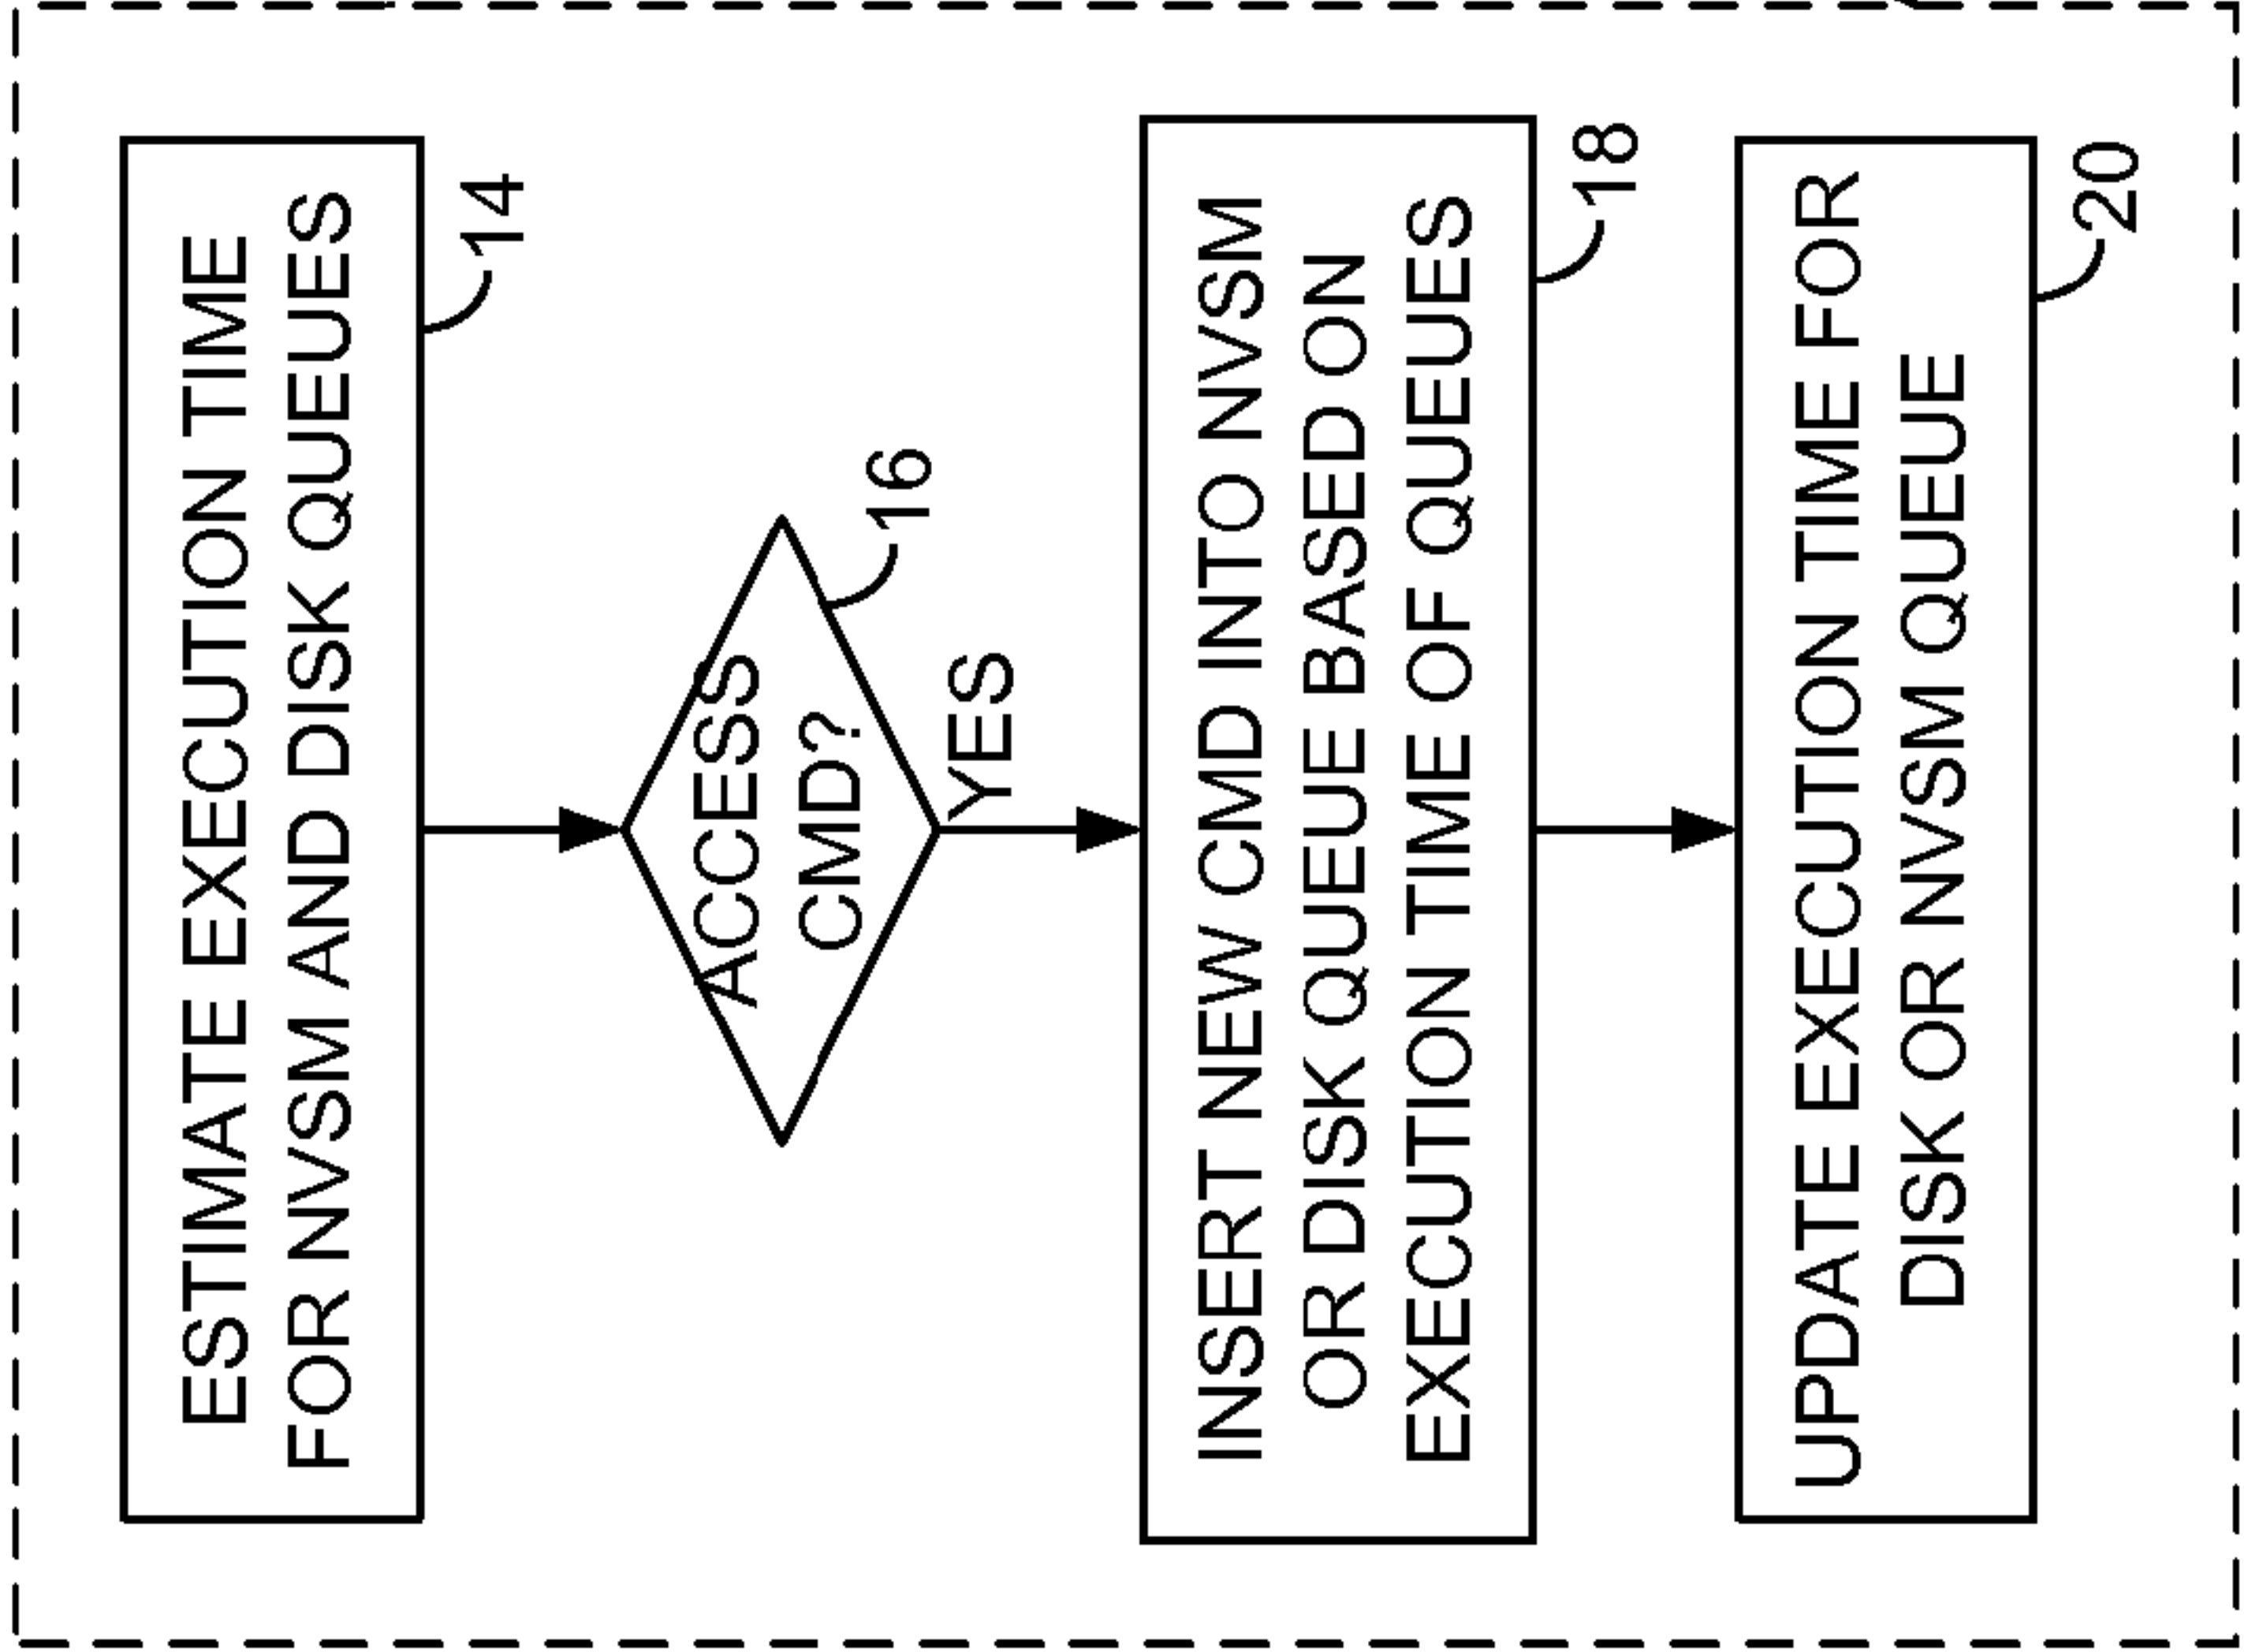 ESTIMATE EXECUTION TIME
FOR NVSM AND DISK QUEUES
14
ACCESS
CMD?
16
YES
INSERT NEW CMD INTO NVSM
OR DISK QUEUE BASED ON
EXECUTION TIME OF QUEUES
18
UPDATE EXECUTION TIME FOR
DISK OR NVSM QUEUE
20